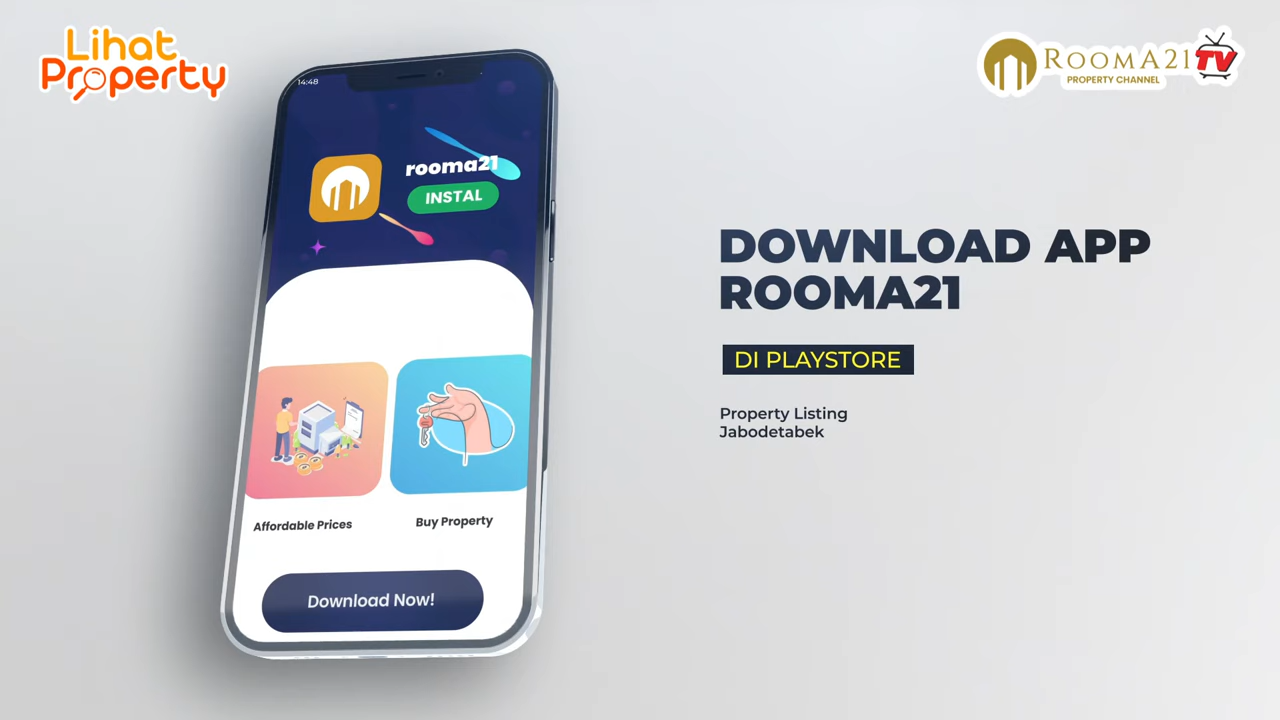 Lihat
Property
ROOMA21 TV
PROPERTY CHANNEL
14:48
rooma21
INSTAL
Affordable Prices
Buy Property
Download Now!
DOWNLOAD APP
ROOMA21
DI PLAYSTORE
Property Listing
Jabodetabek